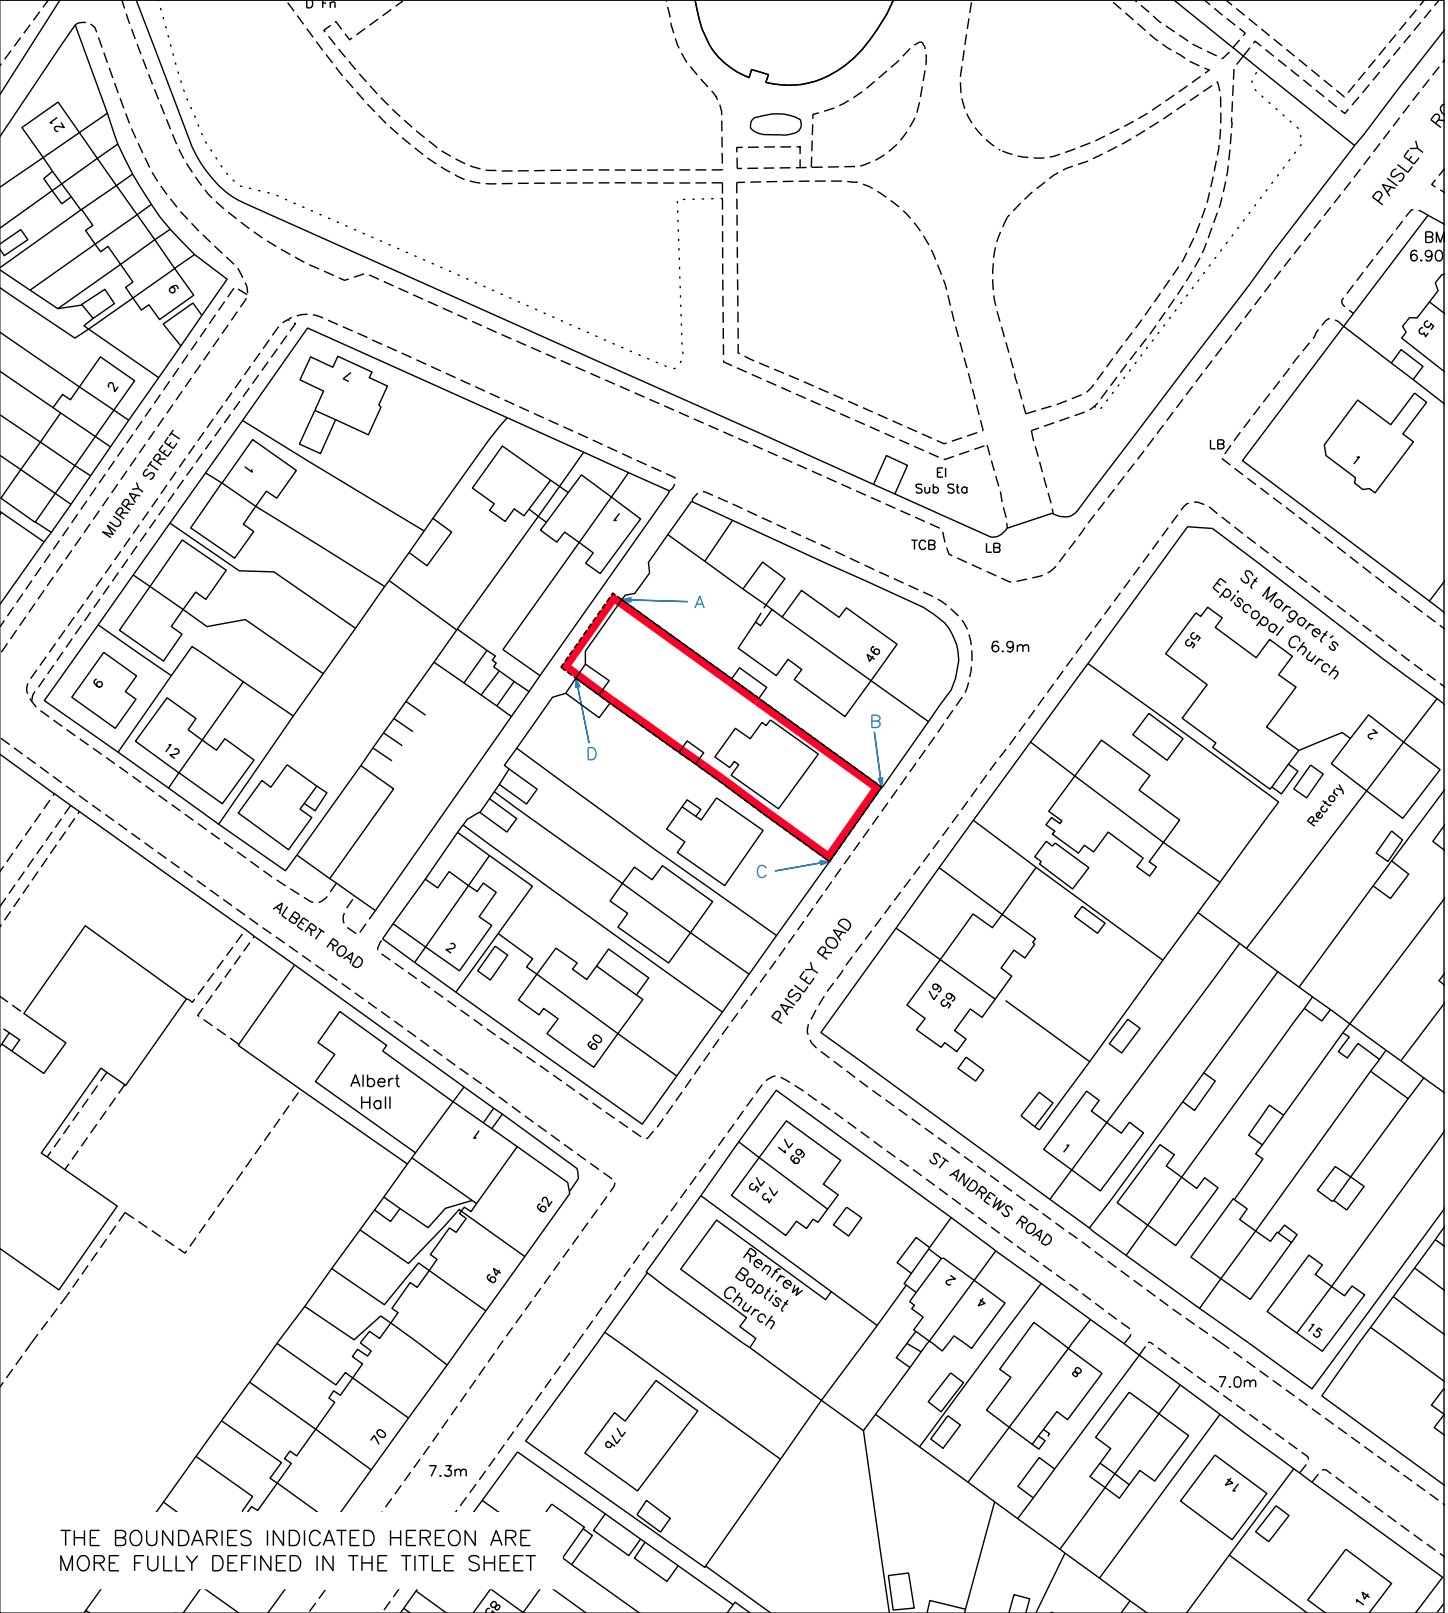 D Fn
21
PAISLEY RO
BM
6.90
9
53
7
2
MURRAY STREET
1
1
LB
1
El
Sub Sta
TCB
LB
St Margaret's
Episcopal Church
A
6.9m
55
46
9
B
2
12
D
Rectory
C
ALBERT ROAD
2
PAISLEY ROAD
65
67
60
Albert
Hall
1
69
71
73
75
1
ST ANDREWS ROAD
62
64
Renfrew
Baptist
Church
2
4
15
8
7.0m
70
77b
7.3m
14
THE BOUNDARIES INDICATED HEREON ARE
MORE FULLY DEFINED IN THE TITLE SHEET
14